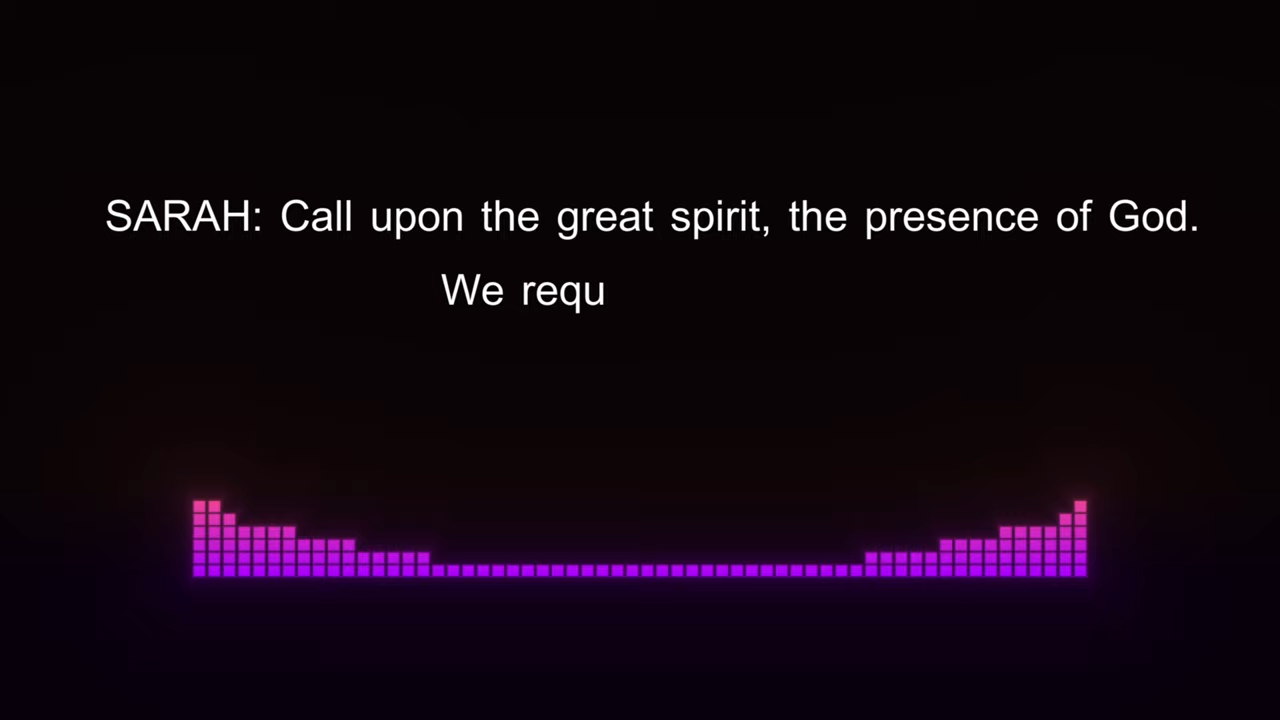 SARAH: Call upon the great spirit, the presence of God.
We requ